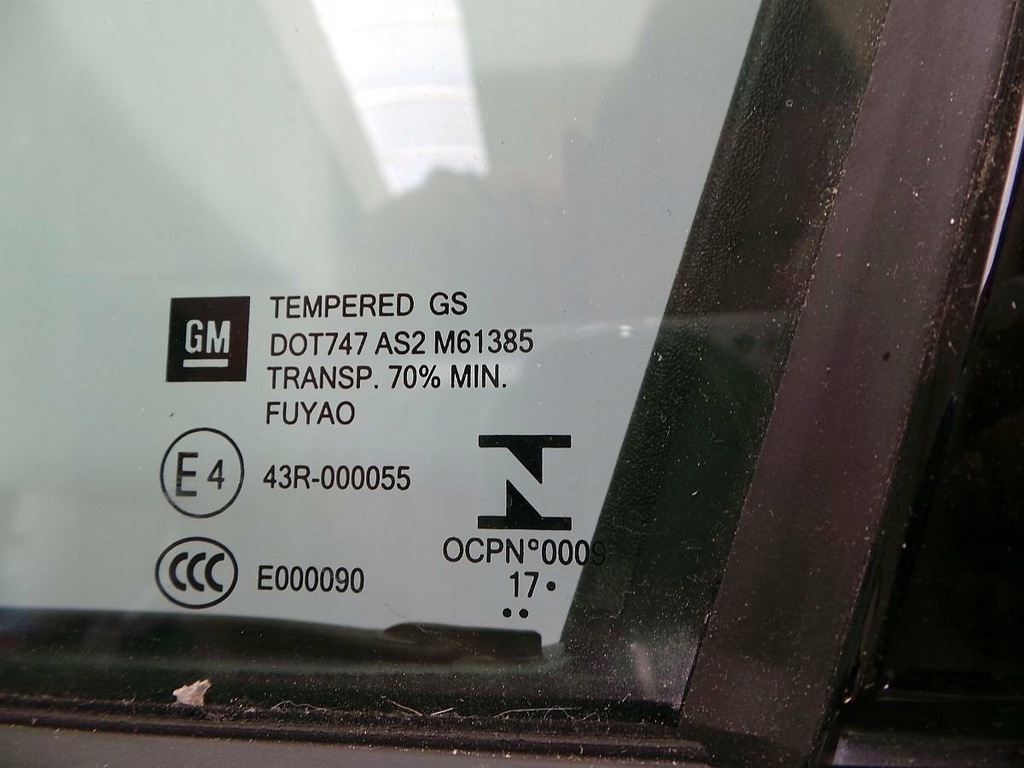 GM
TEMPERED GS
DOT747 AS2 M61385
TRANSP. 70% MIN.
FUYAO
E4 43R-000055
CCC E000090
N
OCPN°0009
17 •
••